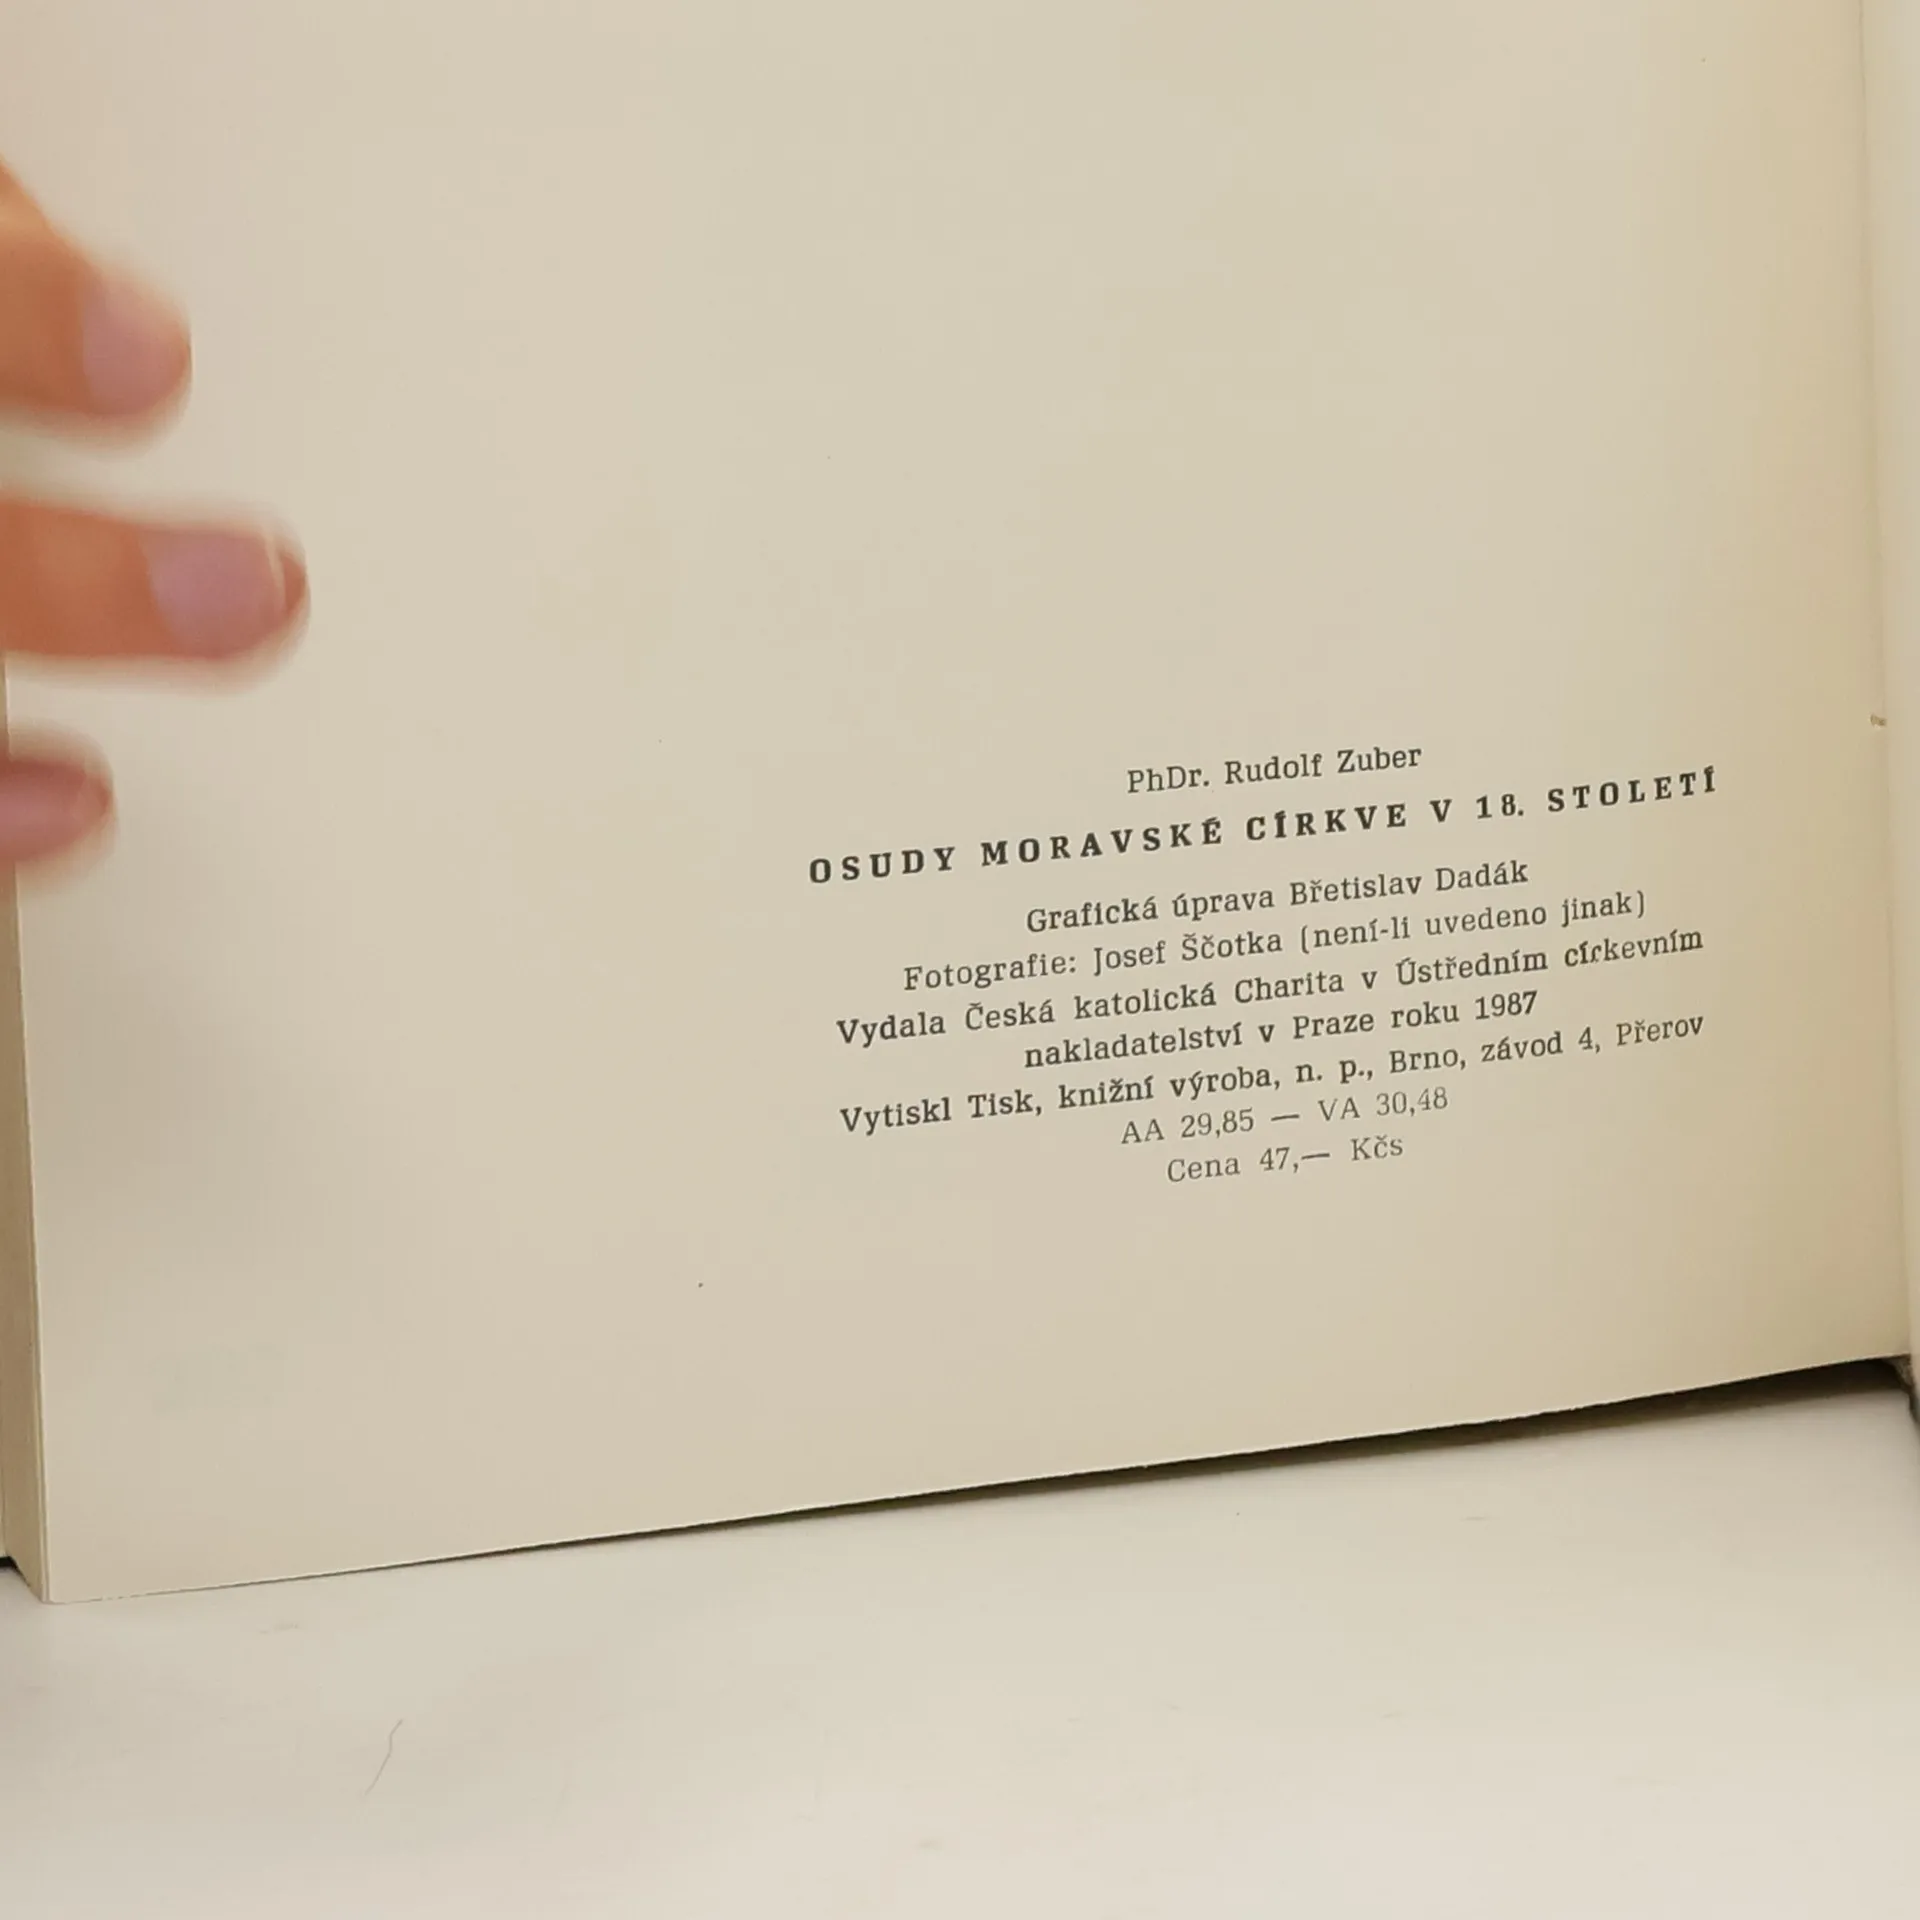 PhDr. Rudolf Zuber
OSUDY MORAVSKÉ CÍRKVE V 18. STOLETÍ
Grafická úprava Břetislav Dadák
Fotografie: Josef Ščotka (není-li uvedeno jinak)
Vydala Česká katolická Charita v Ústředním církevním
nakladatelství v Praze roku 1987
Vytiskl Tisk, knižní výroba, n. p., Brno, závod 4, Přerov
AA 29,85 — VA 30,48
Cena 47,— Kčs